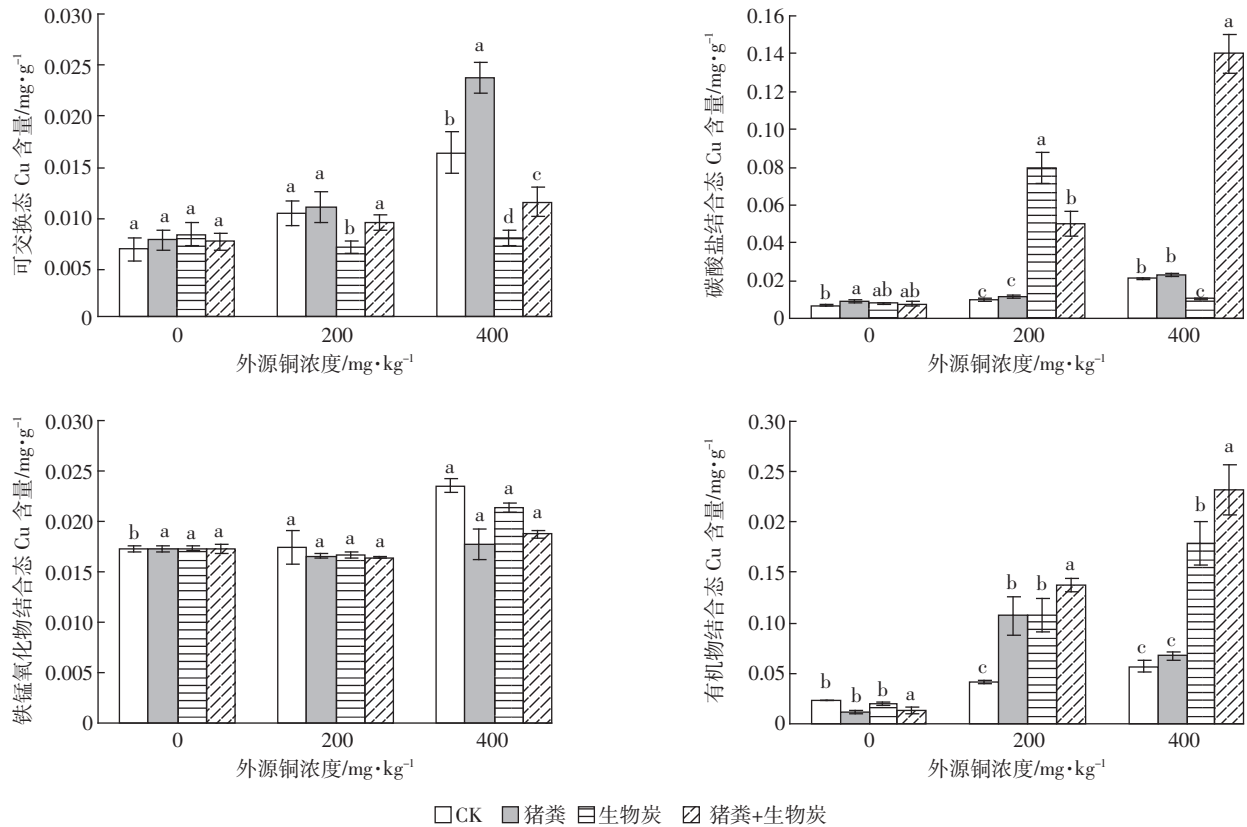 可交换态 Cu 含量/mg·g⁻¹
0.030
0.025
0.020
0.015
0.010
0.005
0
a a a a
a a b a
b a d c
0 200 400
外源铜浓度/mg·kg⁻¹
碳酸盐结合态 Cu 含量/mg·g⁻¹
0.16
0.14
0.12
0.10
0.08
0.06
0.04
0.02
0
b a ab ab
c c a b
b b c a
0 200 400
外源铜浓度/mg·kg⁻¹
铁锰氧化物结合态 Cu 含量/mg·g⁻¹
0.030
0.025
0.020
0.015
0.010
0.005
0
b a a a
a a a a
a a a a
0 200 400
外源铜浓度/mg·kg⁻¹
有机物结合态 Cu 含量/mg·g⁻¹
0.30
0.25
0.20
0.15
0.10
0.05
0
b b b a
c b b a
c c b a
0 200 400
外源铜浓度/mg·kg⁻¹
CK 猪粪 生物炭 猪粪+生物炭